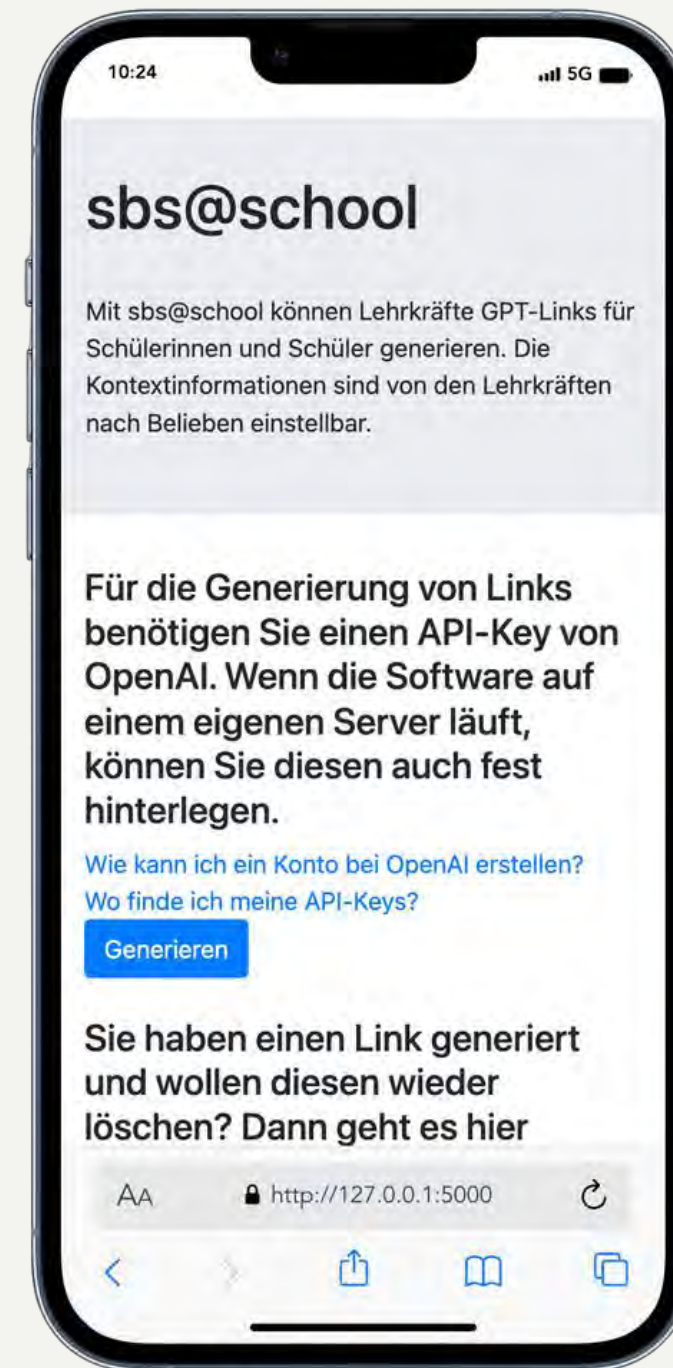 10:24
5G
sbs@school
Mit sbs@school können Lehrkräfte GPT-Links für
Schülerinnen und Schüler generieren. Die
Kontextinformationen sind von den Lehrkräften
nach Belieben einstellbar.
Für die Generierung von Links
benötigen Sie einen API-Key von
OpenAI. Wenn die Software auf
einem eigenen Server läuft,
können Sie diesen auch fest
hinterlegen.
Wie kann ich ein Konto bei OpenAI erstellen?
Wo finde ich meine API-Keys?
Generieren
Sie haben einen Link generiert
und wollen diesen wieder
löschen? Dann geht es hier
AA http://127.0.0.1:5000